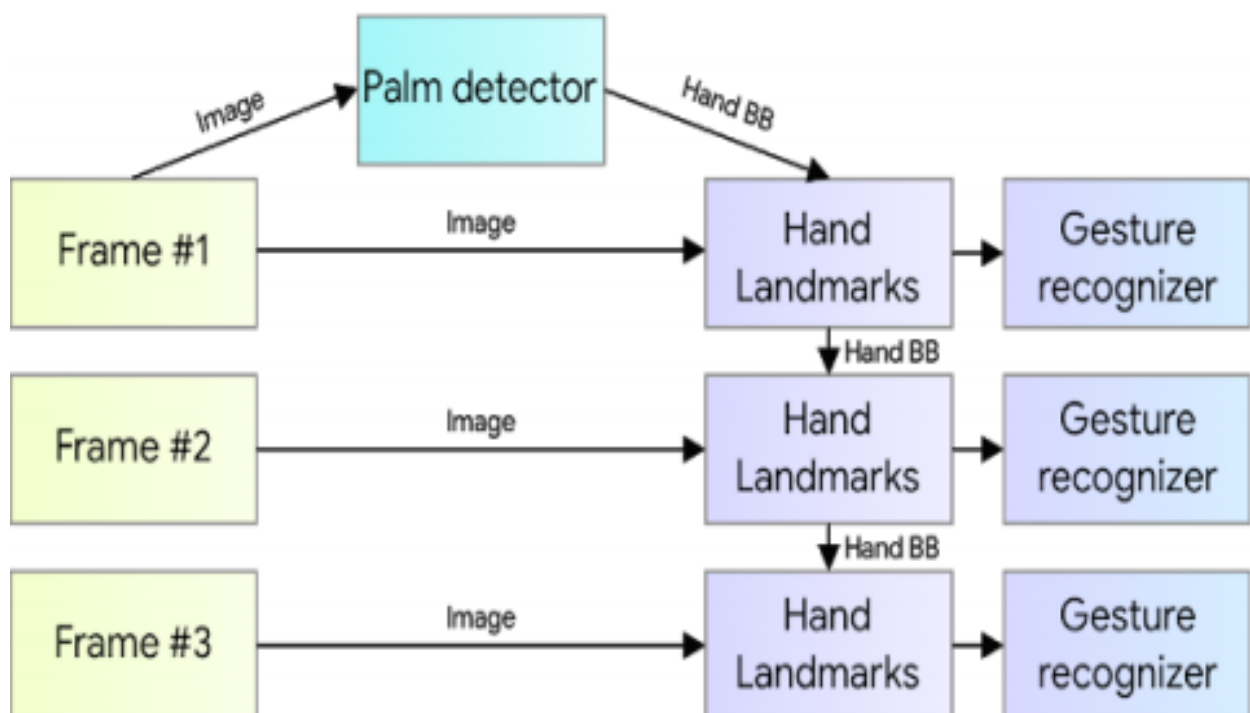 Palm detector
Image
Hand BB
Frame #1
Image
Hand
Landmarks
Gesture
recognizer
Hand BB
Frame #2
Image
Hand
Landmarks
Gesture
recognizer
Hand BB
Frame #3
Image
Hand
Landmarks
Gesture
recognizer